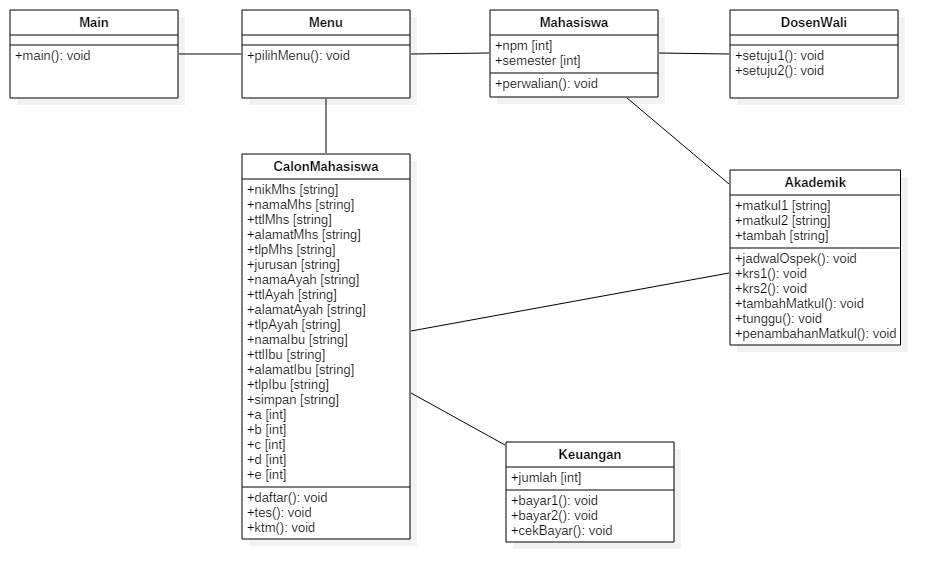 Main
+main(): void
Menu
+pilihMenu(): void
Mahasiswa
+npm [int]
+semester [int]
+perwalian(): void
DosenWali
+setuju1(): void
+setuju2(): void
CalonMahasiswa
+nikMhs [string]
+namaMhs [string]
+ttlMhs [string]
+alamatMhs [string]
+tlpMhs [string]
+jurusan [string]
+namaAyah [string]
+ttlAyah [string]
+alamatAyah [string]
+tlpAyah [string]
+namaIbu [string]
+ttlIbu [string]
+alamatIbu [string]
+tlpIbu [string]
+simpan [string]
+a [int]
+b [int]
+c [int]
+d [int]
+e [int]
+daftar(): void
+tes(): void
+ktm(): void
Akademik
+matkul1 [string]
+matkul2 [string]
+tambah [string]
+jadwalOspek(): void
+krs1(): void
+krs2(): void
+tambahMatkul(): void
+tunggu(): void
+penambahanMatkul(): void
Keuangan
+jumlah [int]
+bayar1(): void
+bayar2(): void
+cekBayar(): void